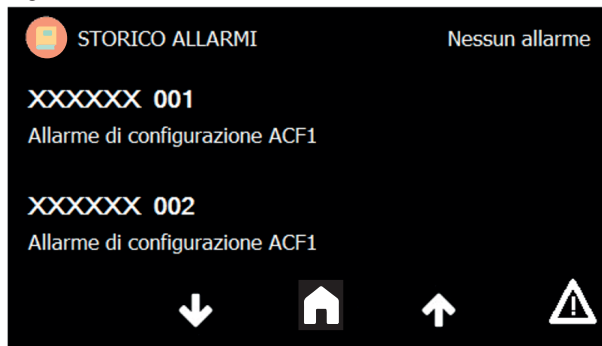 STORICO ALLARMI Nessun allarme
XXXXXX 001
Allarme di configurazione ACF1
XXXXXX 002
Allarme di configurazione ACF1